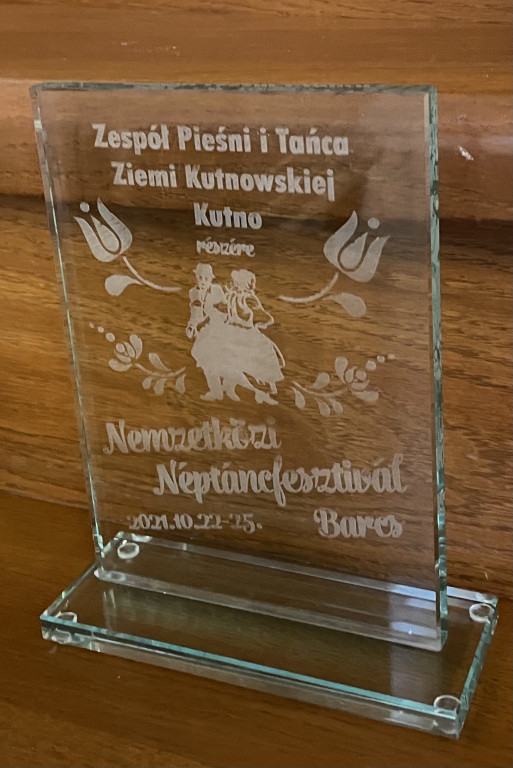 Zespół Pieśni i Tańca
Ziemi Kutnowskiej
Kutno
részére
Nemzetközi
Néptáncfesztivál
2021.10.22-25. Barcs